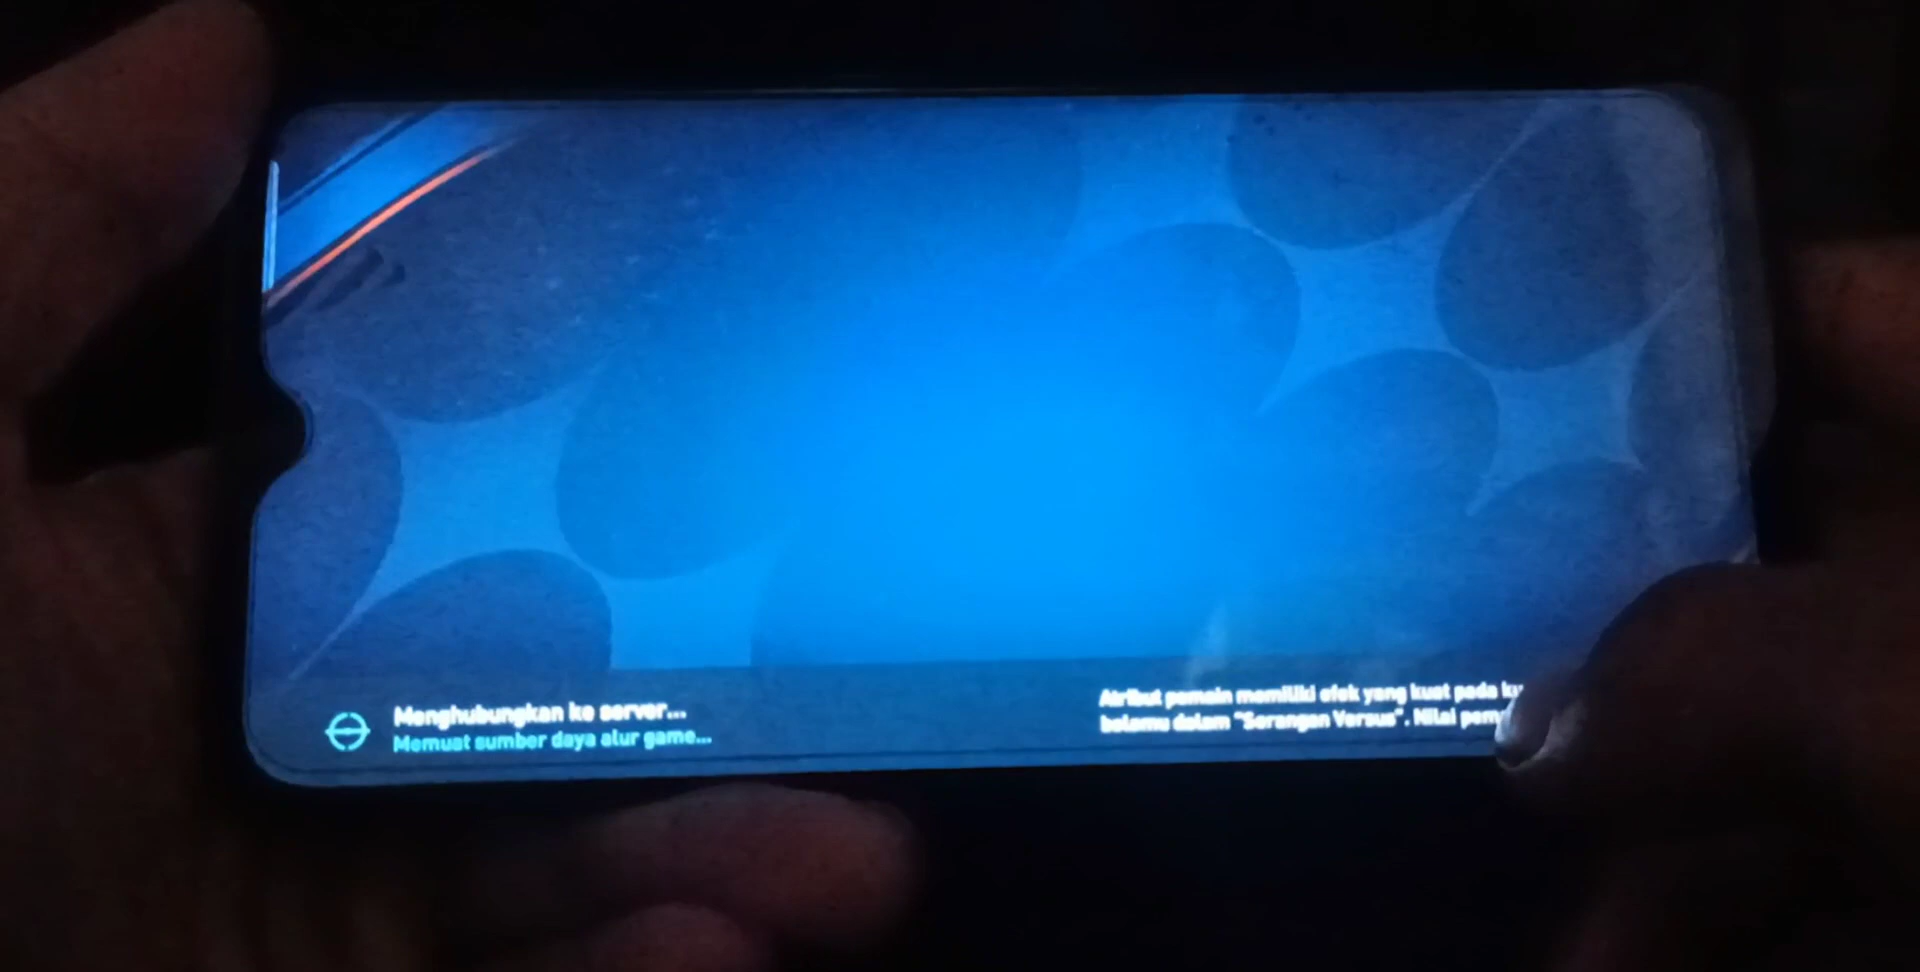 Menghubungkan ke server...
Memuat sumber daya alur game...
Atribut pemain memiliki efek yang kuat pada
bolamu dalam "Serangan Versus". Nilai